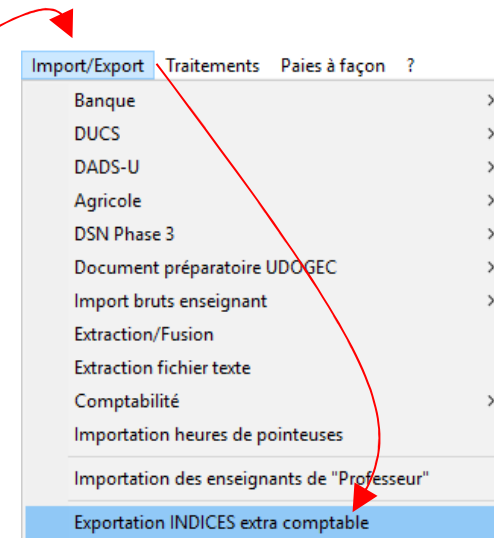 Import/Export Traitements Paies à façon ?
Banque
DUCS
DADS-U
Agricole
DSN Phase 3
Document préparatoire UDOGEC
Import bruts enseignant
Extraction/Fusion
Extraction fichier texte
Comptabilité
Importation heures de pointeuses
Importation des enseignants de "Professeur"
Exportation INDICES extra comptable